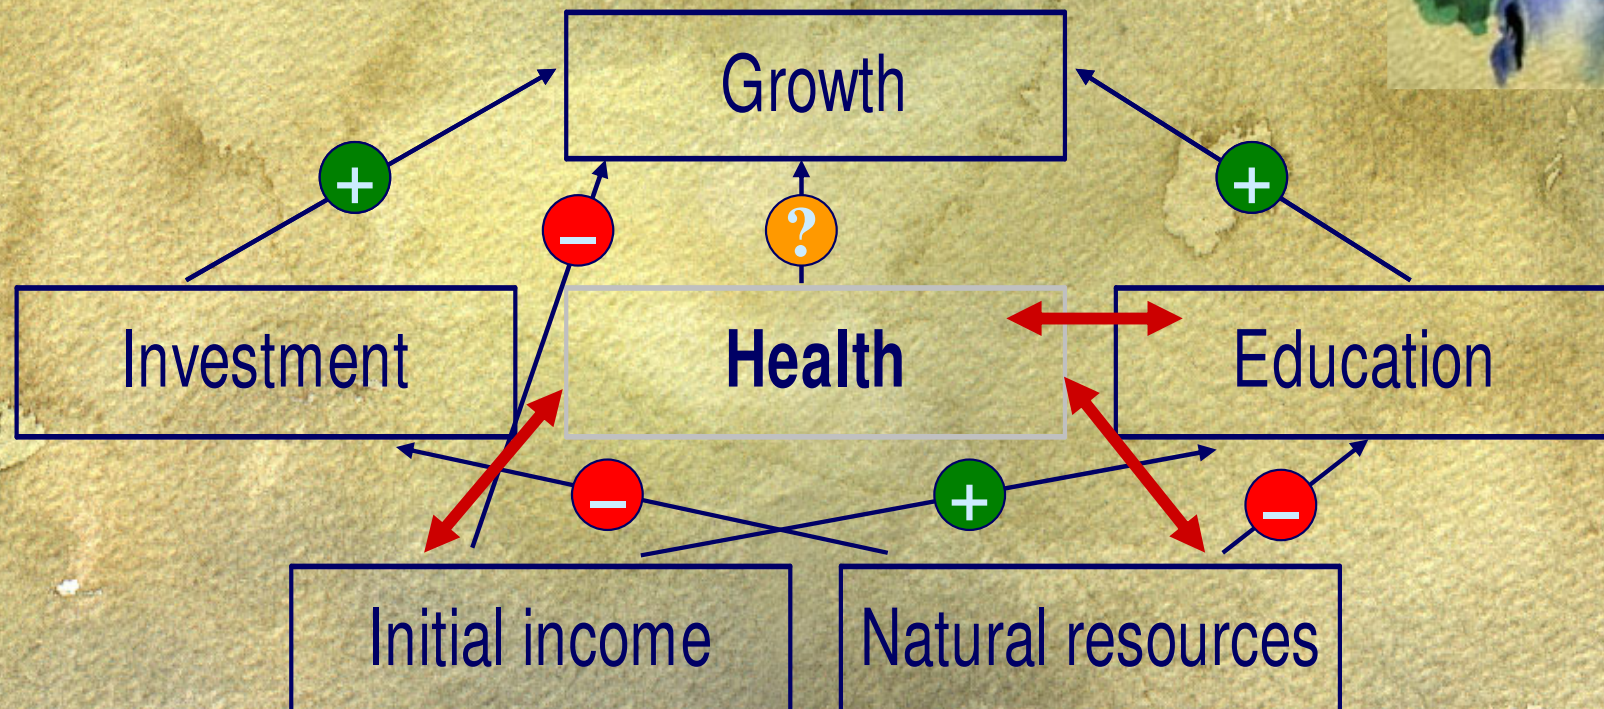 Growth
+
+
–
?
Investment
Health
Education
–
+
–
Initial income
Natural resources